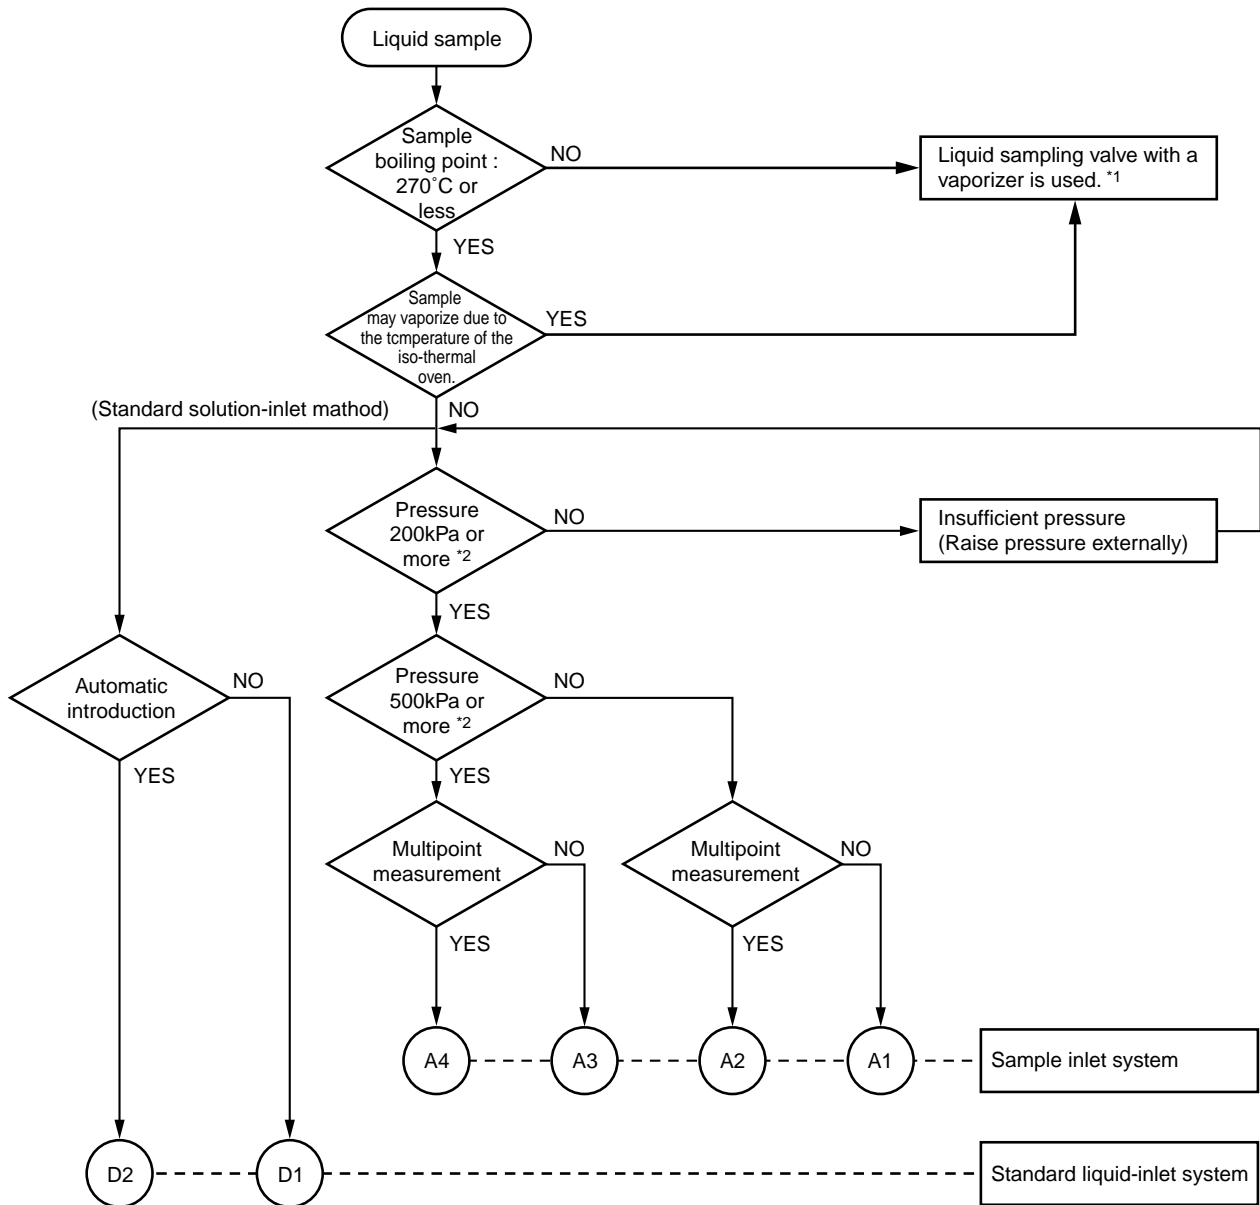 Liquid sample
Sample
boiling point :
270˚C or
less
NO
Liquid sampling valve with a
vaporizer is used. *1
YES
Sample
may vaporize due to
the tcmperature of the
iso-thermal
oven.
YES
(Standard solution-inlet mathod)
NO
Pressure
200kPa or
more *2
NO
Insufficient pressure
(Raise pressure externally)
YES
Automatic
introduction
NO
Pressure
500kPa or
more *2
NO
YES
YES
Multipoint
measurement
NO
Multipoint
measurement
NO
YES
YES
A4
A3
A2
A1
Sample inlet system
D2
D1
Standard liquid-inlet system